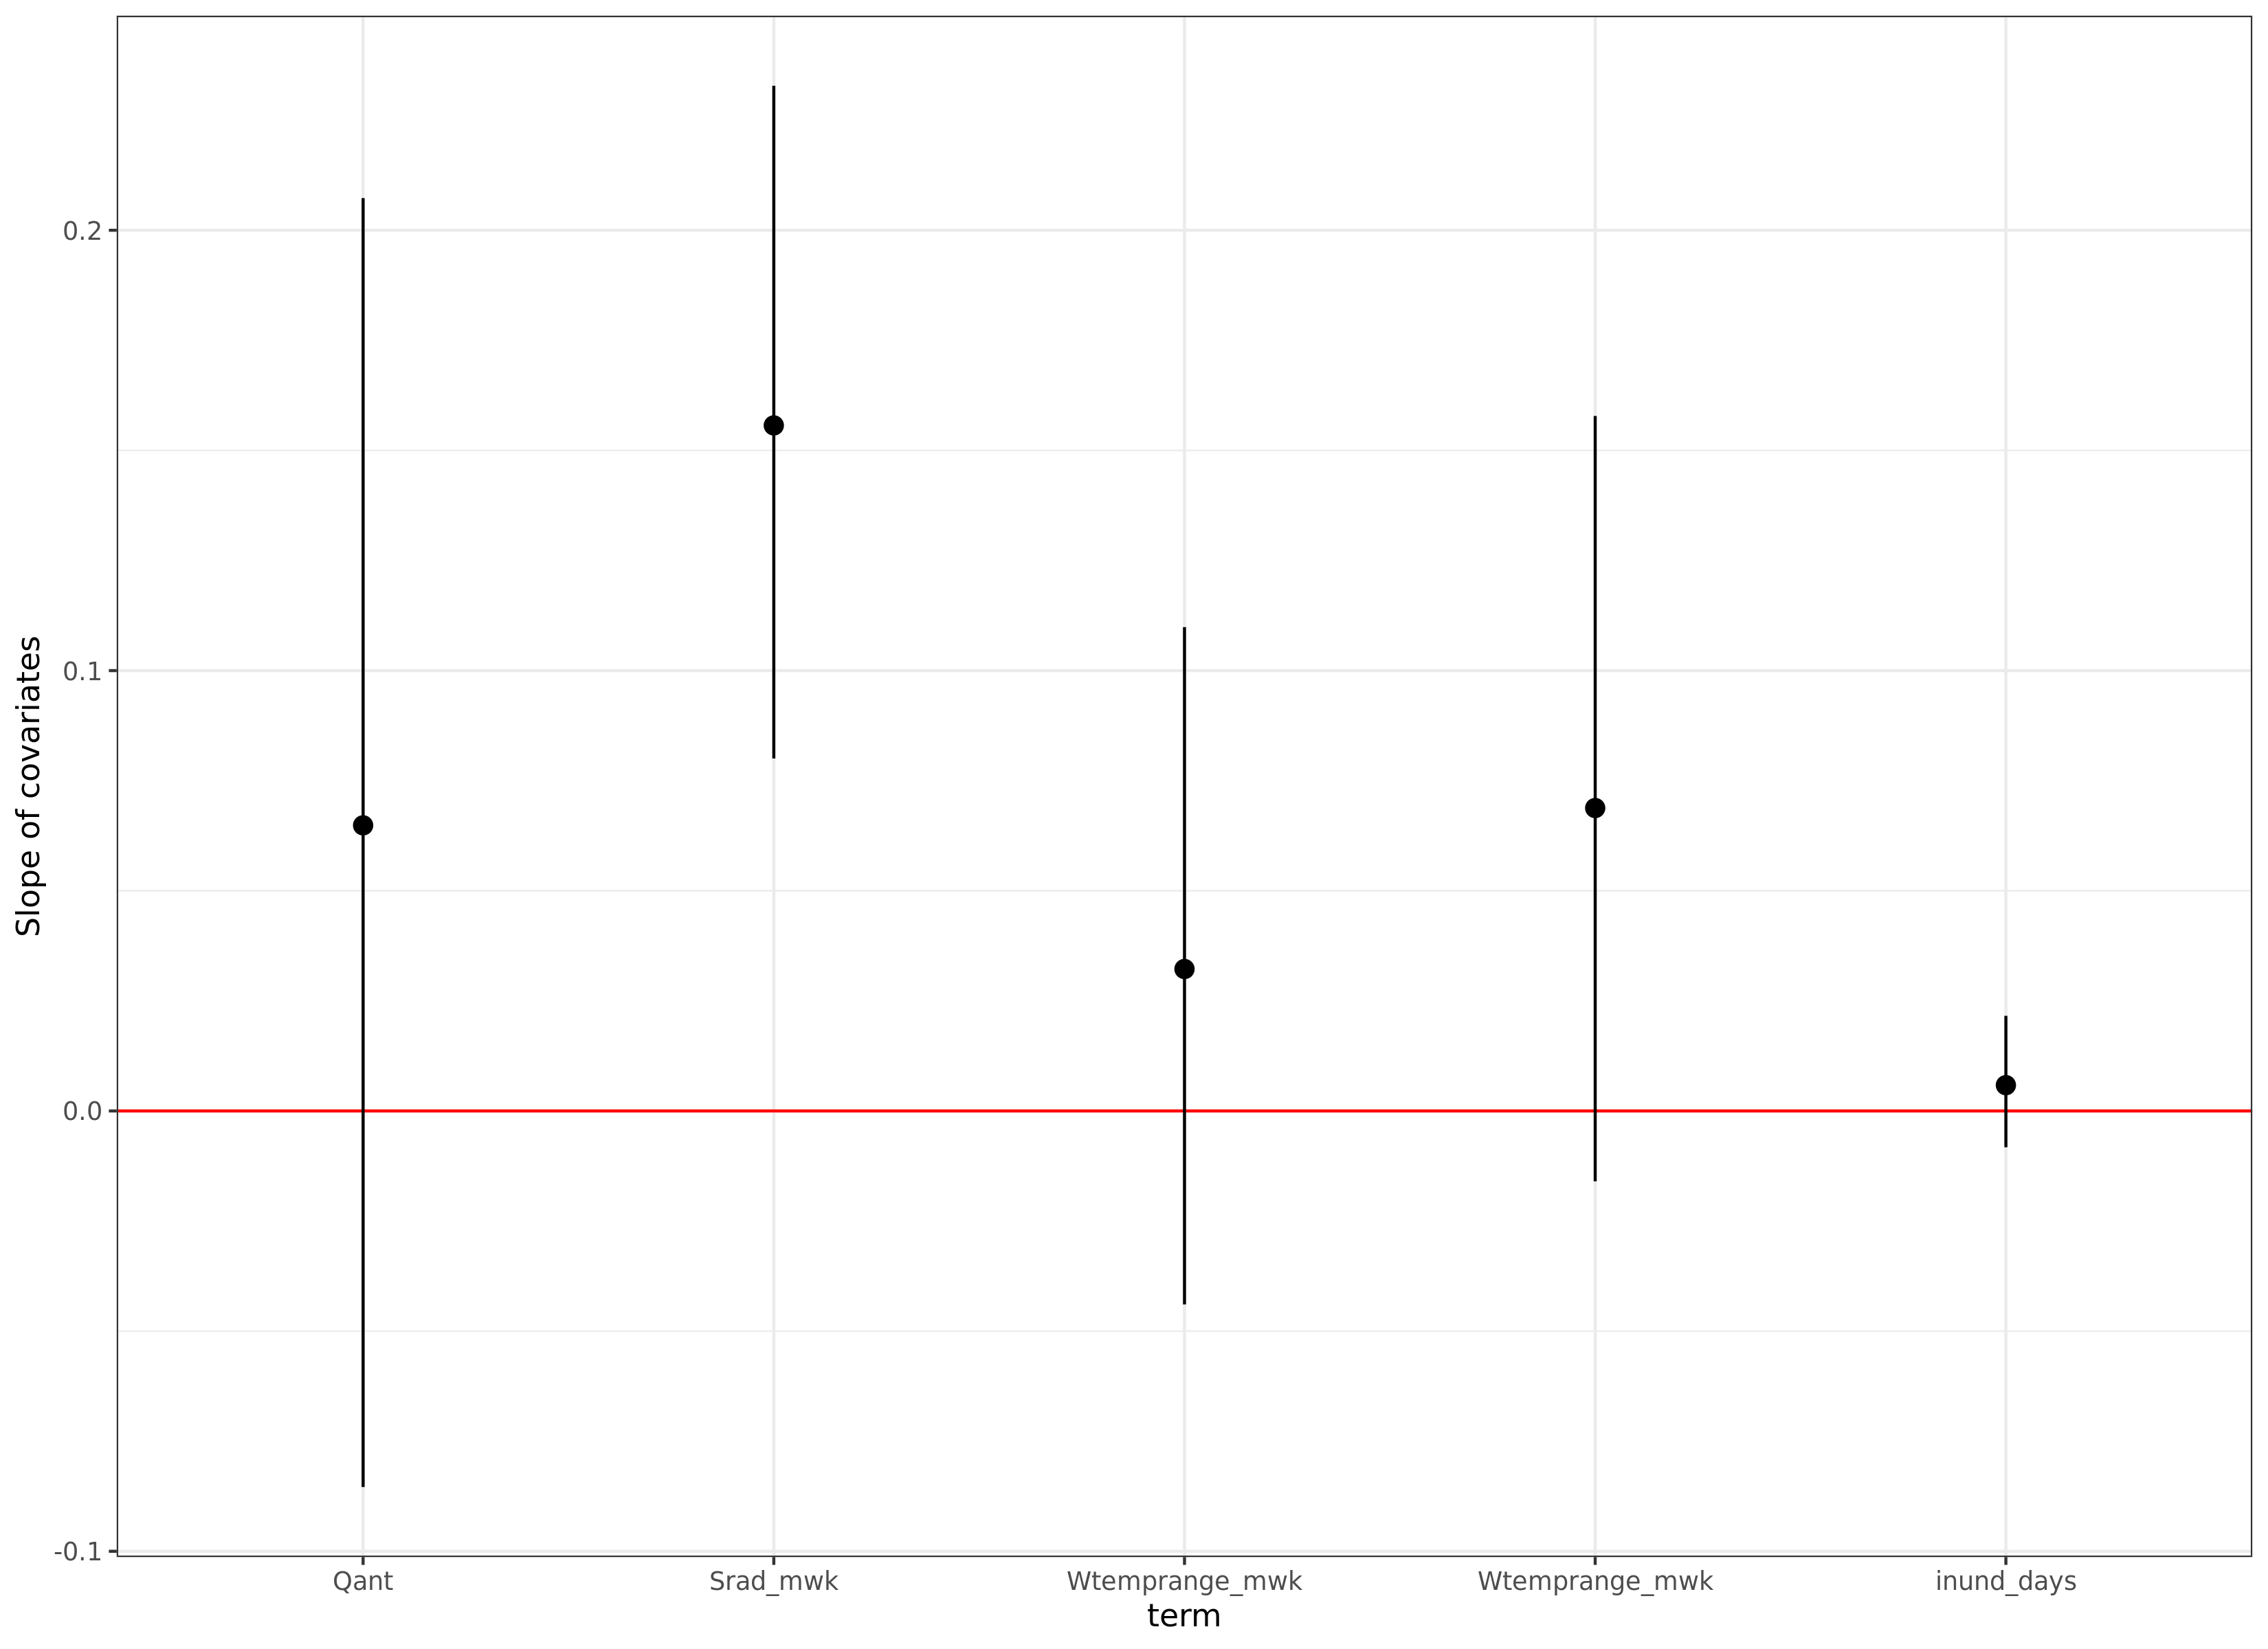 Slope of covariates
0.2
0.1
0.0
-0.1
Qant Srad_mwk Wtemprange_mwk Wtemprange_mwk inund_days
term